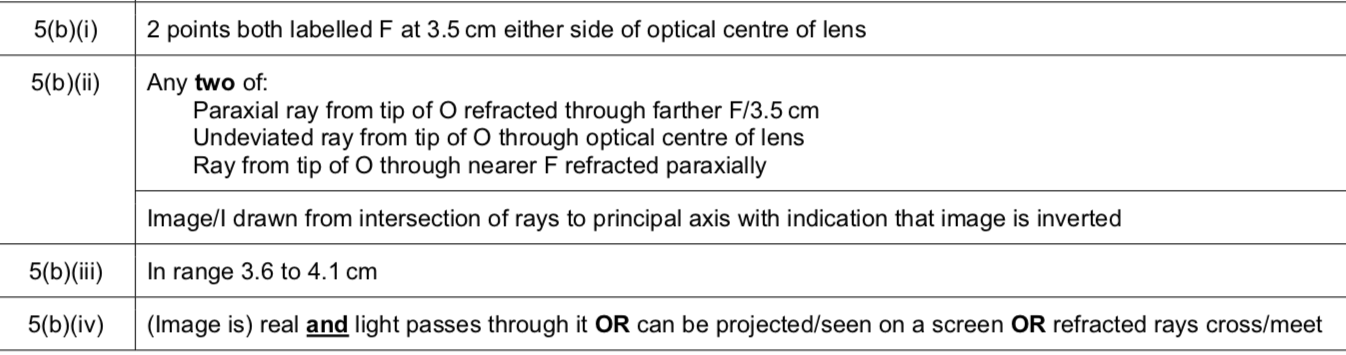 5(b)(i) 2 points both labelled F at 3.5 cm either side of optical centre of lens
5(b)(ii) Any two of:
Paraxial ray from tip of O refracted through farther F/3.5 cm
Undeviated ray from tip of O through optical centre of lens
Ray from tip of O through nearer F refracted paraxially
Image/I drawn from intersection of rays to principal axis with indication that image is inverted
5(b)(iii) In range 3.6 to 4.1 cm
5(b)(iv) (Image is) real and light passes through it OR can be projected/seen on a screen OR refracted rays cross/meet